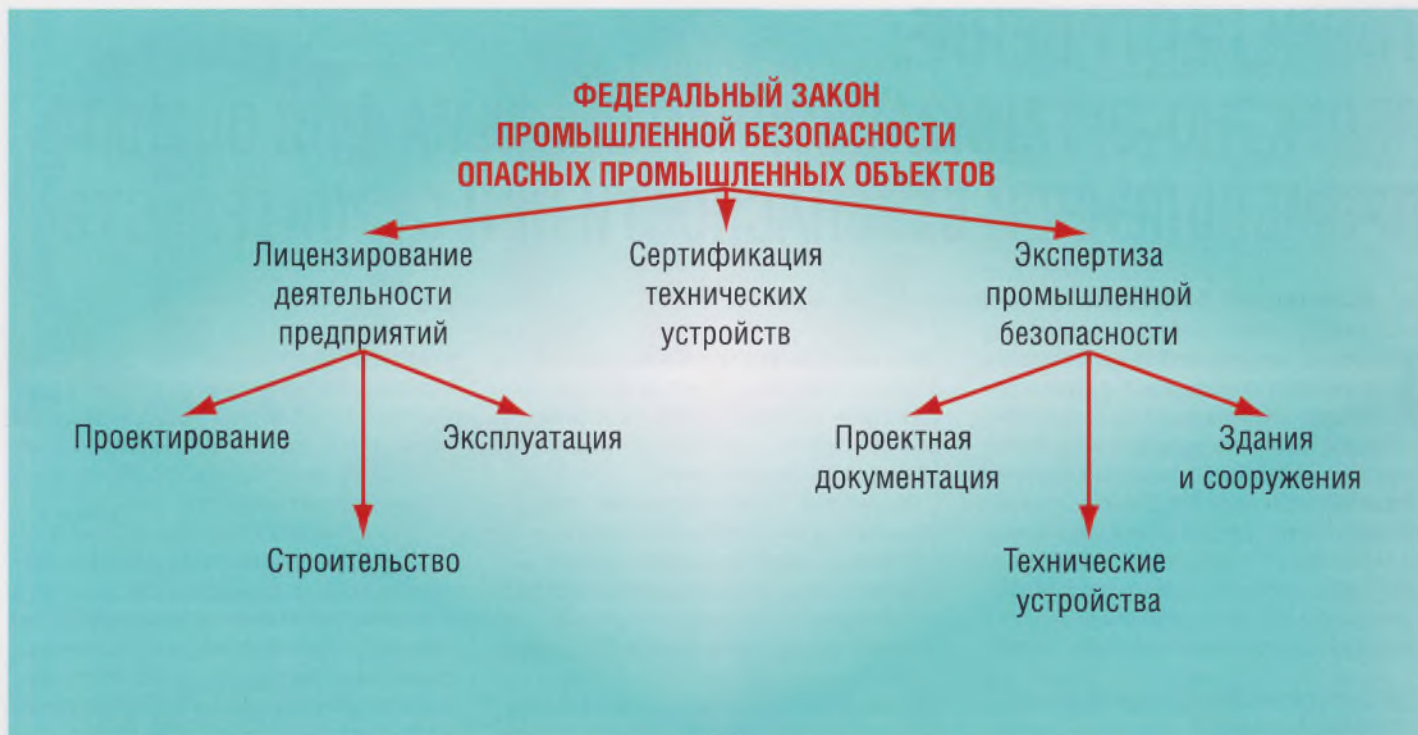 ФЕДЕРАЛЬНЫЙ ЗАКОН
ПРОМЫШЛЕННОЙ БЕЗОПАСНОСТИ
ОПАСНЫХ ПРОМЫШЛЕННЫХ ОБЪЕКТОВ
Лицензирование
деятельности
предприятий
Сертификация
технических
устройств
Экспертиза
промышленной
безопасности
Проектирование
Эксплуатация
Строительство
Проектная
документация
Здания
и сооружения
Технические
устройства